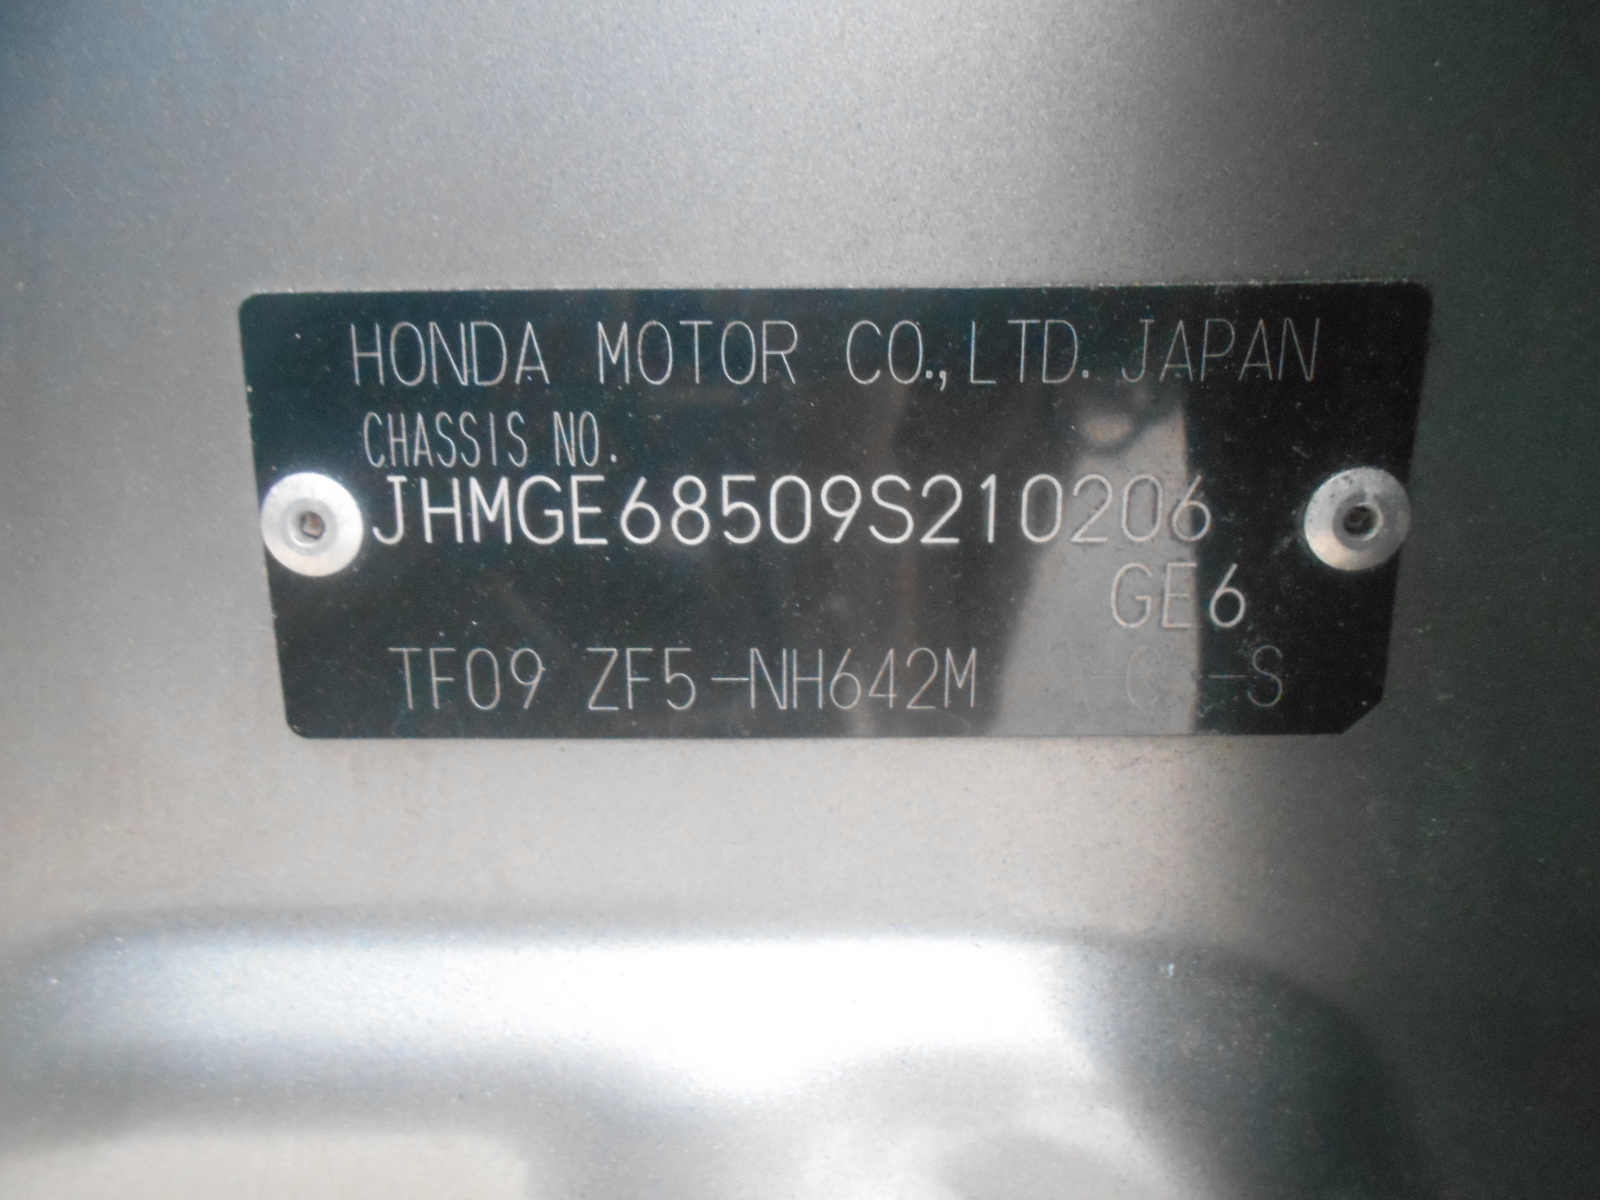 HONDA MOTOR CO., LTD. JAPAN
CHASSIS NO.
JHMGE68509S210206
GE6
TF09 ZF5-NH642M